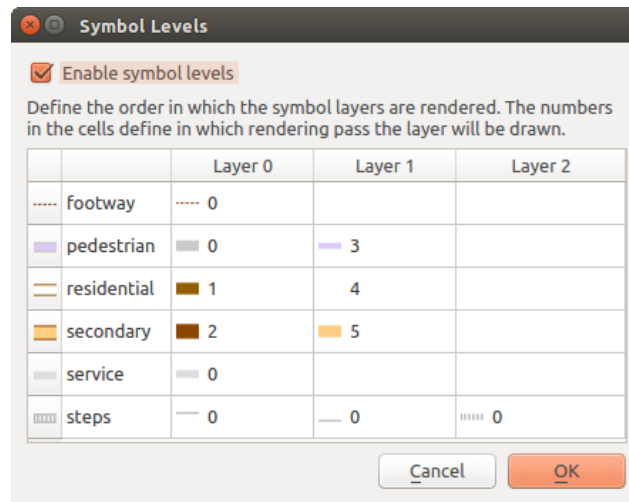 Symbol Levels
Enable symbol levels
Define the order in which the symbol layers are rendered. The numbers
in the cells define in which rendering pass the layer will be drawn.
Layer 0 Layer 1 Layer 2
footway 0
pedestrian 0 3
residential 1 4
secondary 2 5
service 0
steps 0 0 0
Cancel OK